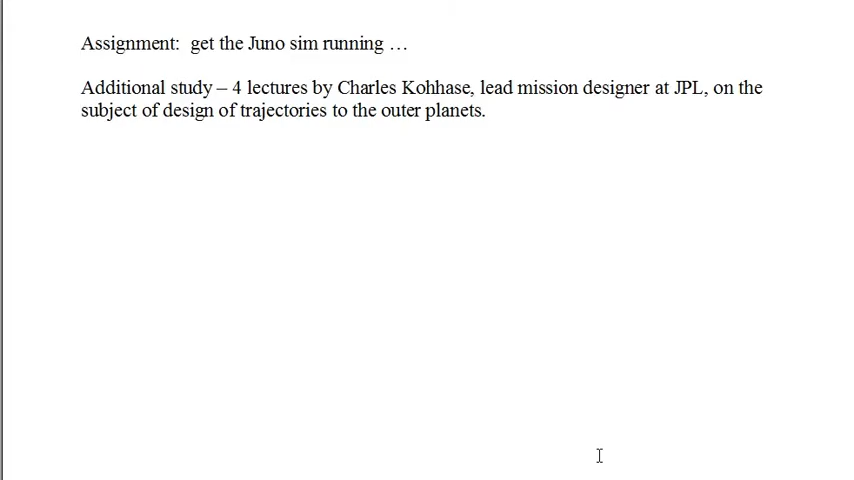 Assignment:  get the Juno sim running …
Additional study – 4 lectures by Charles Kohhase, lead mission designer at JPL, on the
subject of design of trajectories to the outer planets.